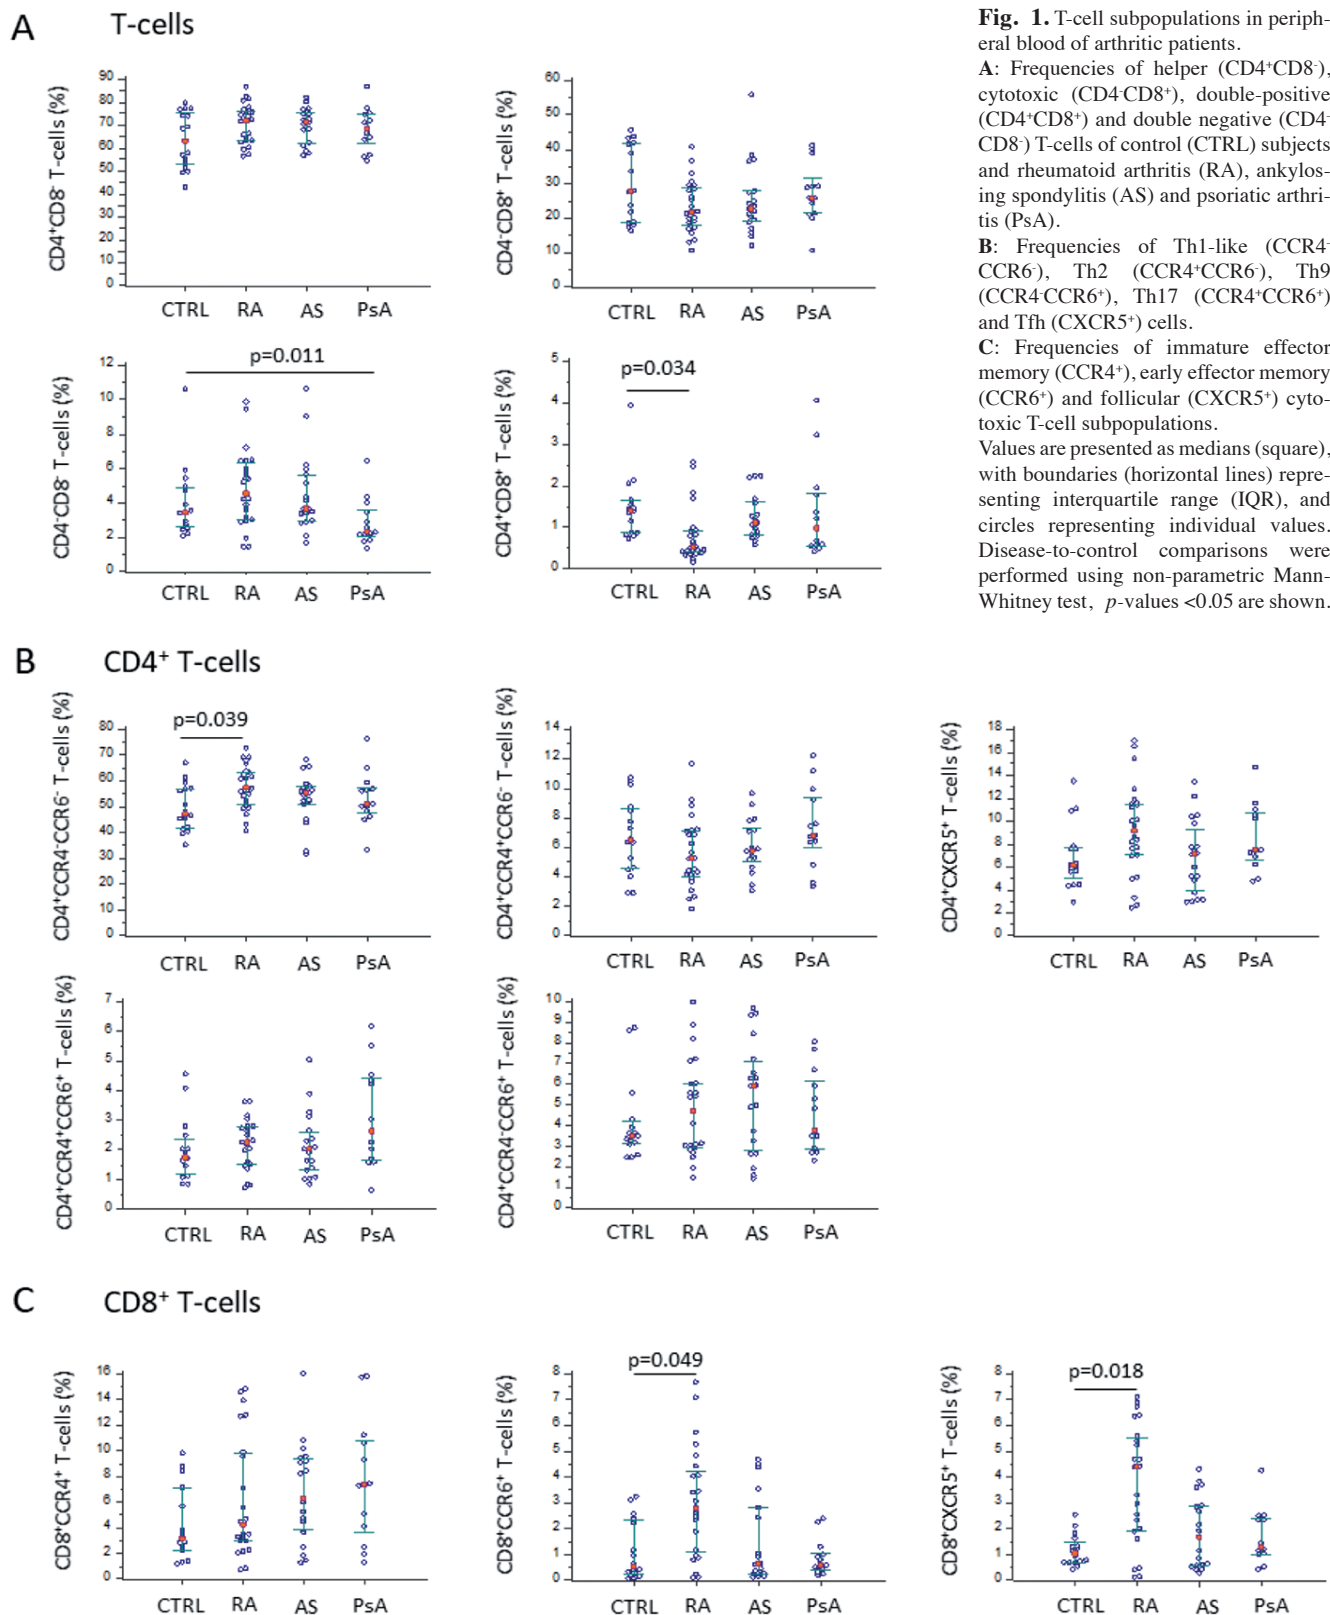 A T-cells
Fig. 1. T-cell subpopulations in periph-
eral blood of arthritic patients.
A: Frequencies of helper (CD4⁺CD8⁻),
cytotoxic (CD4⁻CD8⁺), double-positive
(CD4⁺CD8⁺) and double negative (CD4⁻
CD8⁻) T-cells of control (CTRL) subjects
and rheumatoid arthritis (RA), ankylos-
ing spondylitis (AS) and psoriatic arthri-
tis (PsA).
B: Frequencies of Th1-like (CCR4⁻
CCR6⁻), Th2 (CCR4⁺CCR6⁻), Th9
(CCR4⁻CCR6⁺), Th17 (CCR4⁺CCR6⁺)
and Tfh (CXCR5⁺) cells.
C: Frequencies of immature effector
memory (CCR4⁺), early effector memory
(CCR6⁺) and follicular (CXCR5⁺) cyto-
toxic T-cell subpopulations.
Values are presented as medians (square),
with boundaries (horizontal lines) repre-
senting interquartile range (IQR), and
circles representing individual values.
Disease-to-control comparisons were
performed using non-parametric Mann-
Whitney test, p-values <0.05 are shown.
CD4⁺CD8⁻ T-cells (%)
90
80
70
60
50
40
30
20
10
0
CTRL RA AS PsA
CD4⁻CD8⁺ T-cells (%)
60
50
40
30
20
10
0
CTRL RA AS PsA
CD4⁻CD8⁻ T-cells (%)
p=0.011
12
10
8
6
4
2
0
CTRL RA AS PsA
CD4⁺CD8⁺ T-cells (%)
p=0.034
5
4
3
2
1
0
CTRL RA AS PsA
B CD4⁺ T-cells
CD4⁺CCR4⁻CCR6⁻ T-cells (%)
p=0.039
80
70
60
50
40
30
20
10
0
CTRL RA AS PsA
CD4⁺CCR4⁺CCR6⁻ T-cells (%)
14
12
10
8
6
4
2
0
CTRL RA AS PsA
CD4⁺CXCR5⁺ T-cells (%)
18
16
14
12
10
8
6
4
2
0
CTRL RA AS PsA
CD4⁺CCR4⁺CCR6⁺ T-cells (%)
7
6
5
4
3
2
1
0
CTRL RA AS PsA
CD4⁺CCR4⁻CCR6⁺ T-cells (%)
10
9
8
7
6
5
4
3
2
1
0
CTRL RA AS PsA
C CD8⁺ T-cells
CD8⁺CCR4⁺ T-cells (%)
16
14
12
10
8
6
4
2
0
CTRL RA AS PsA
CD8⁺CCR6⁺ T-cells (%)
p=0.049
8
7
6
5
4
3
2
1
0
CTRL RA AS PsA
CD8⁺CXCR5⁺ T-cells (%)
p=0.018
8
7
6
5
4
3
2
1
0
CTRL RA AS PsA